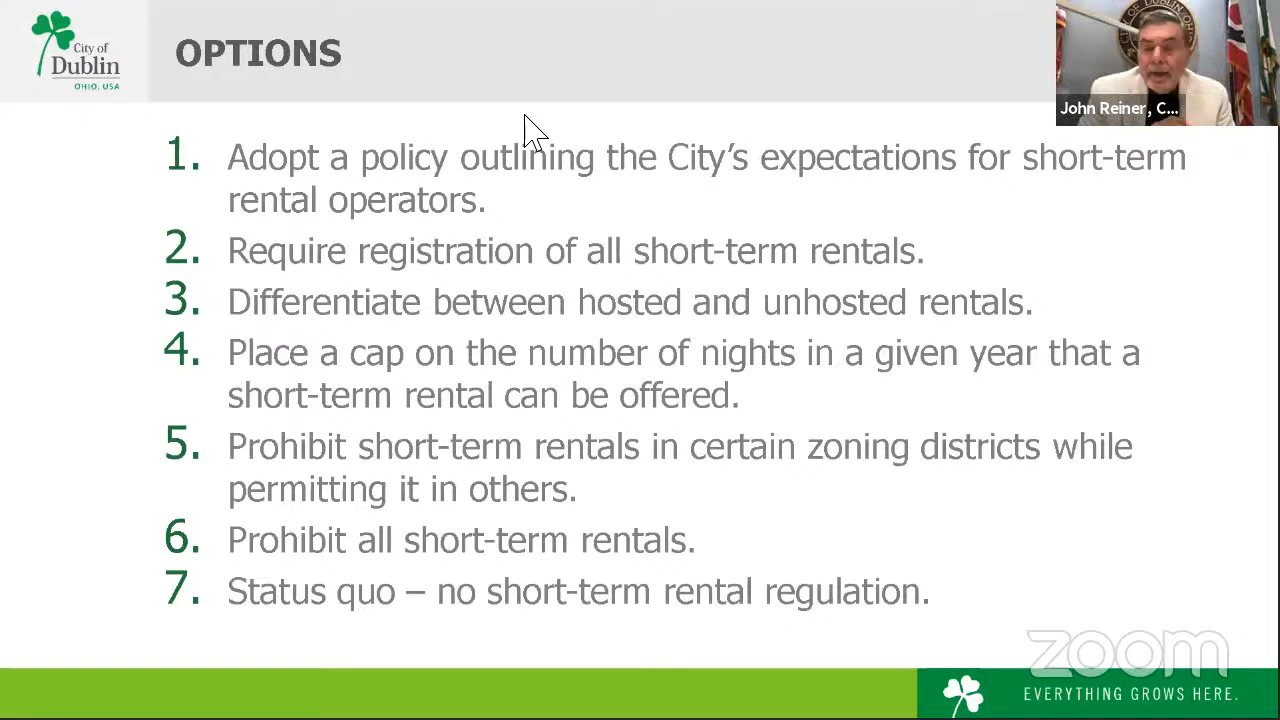 City of
Dublin
OHIO, USA
OPTIONS
John Reiner, C...
1. Adopt a policy outlining the City's expectations for short-term
rental operators.
2. Require registration of all short-term rentals.
3. Differentiate between hosted and unhosted rentals.
4. Place a cap on the number of nights in a given year that a
short-term rental can be offered.
5. Prohibit short-term rentals in certain zoning districts while
permitting it in others.
6. Prohibit all short-term rentals.
7. Status quo – no short-term rental regulation.
zoom
EVERYTHING GROWS HERE.